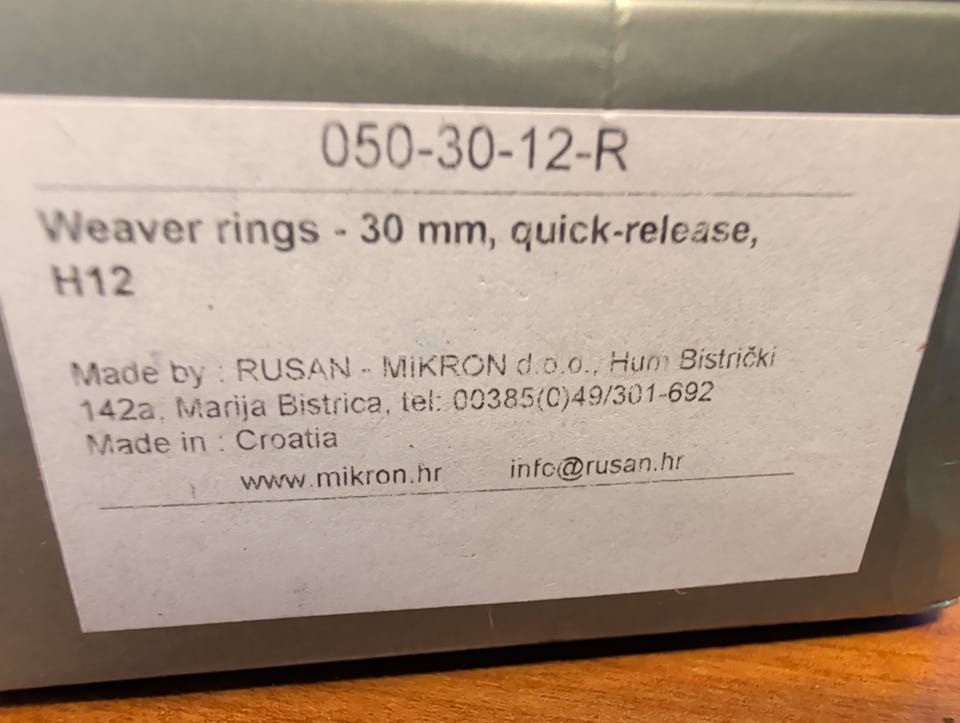 050-30-12-R
Weaver rings - 30 mm, quick-release,
H12
Made by : RUSAN - MIKRON d.o.o., Hum Bistrički
142a, Marija Bistrica, tel: 00385(0)49/301-692
Made in : Croatia
www.mikron.hr info@rusan.hr